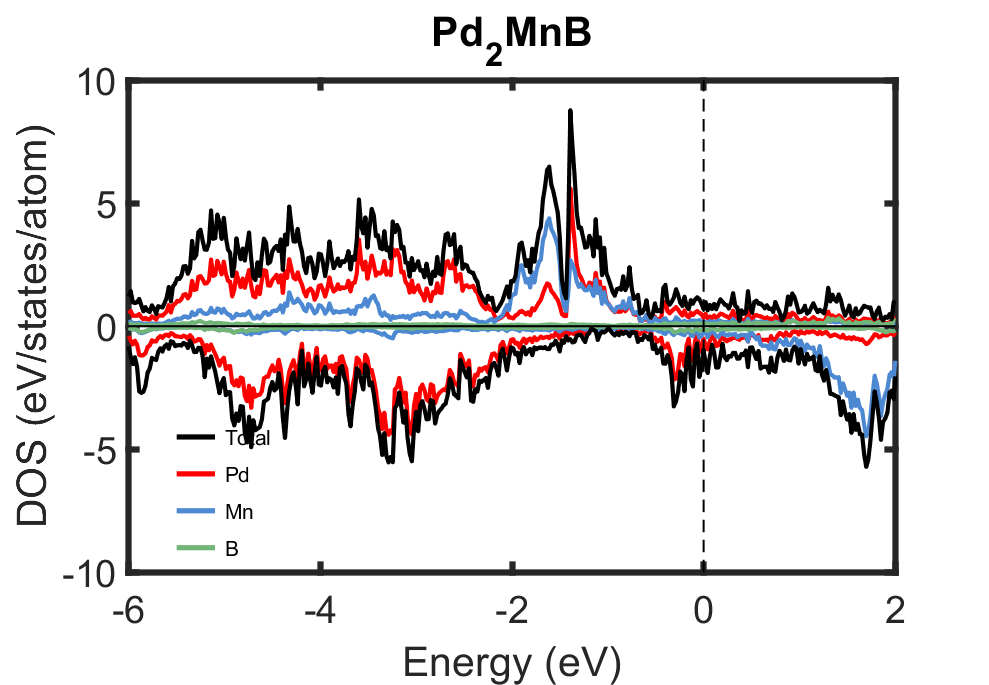 Pd2MnB
DOS (eV/states/atom)
10
5
0
-5
-10
Total
Pd
Mn
B
-6 -4 -2 0 2
Energy (eV)